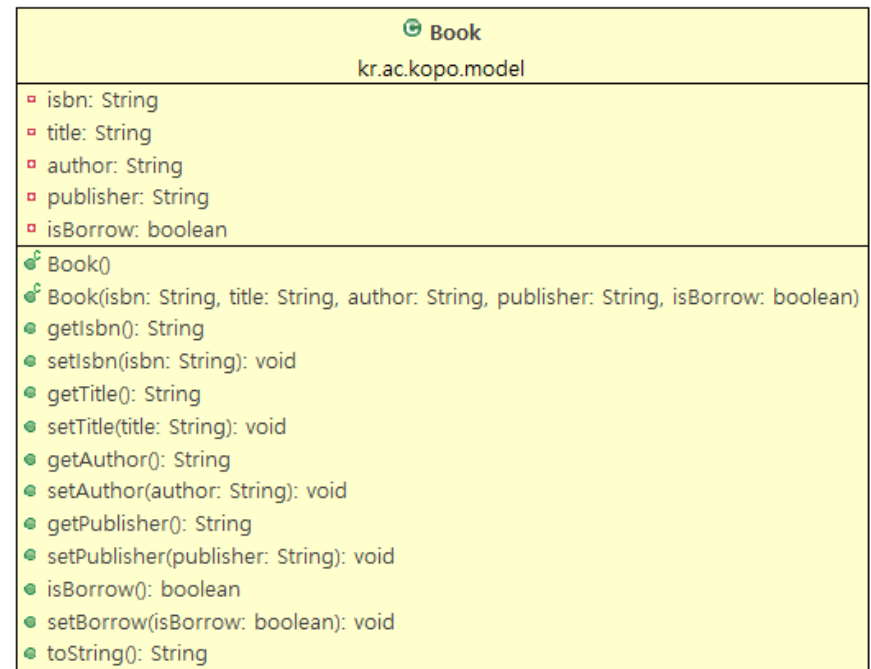 Book
kr.ac.kopo.model
isbn: String
title: String
author: String
publisher: String
isBorrow: boolean
Book()
Book(isbn: String, title: String, author: String, publisher: String, isBorrow: boolean)
getIsbn(): String
setIsbn(isbn: String): void
getTitle(): String
setTitle(title: String): void
getAuthor(): String
setAuthor(author: String): void
getPublisher(): String
setPublisher(publisher: String): void
isBorrow(): boolean
setBorrow(isBorrow: boolean): void
toString(): String